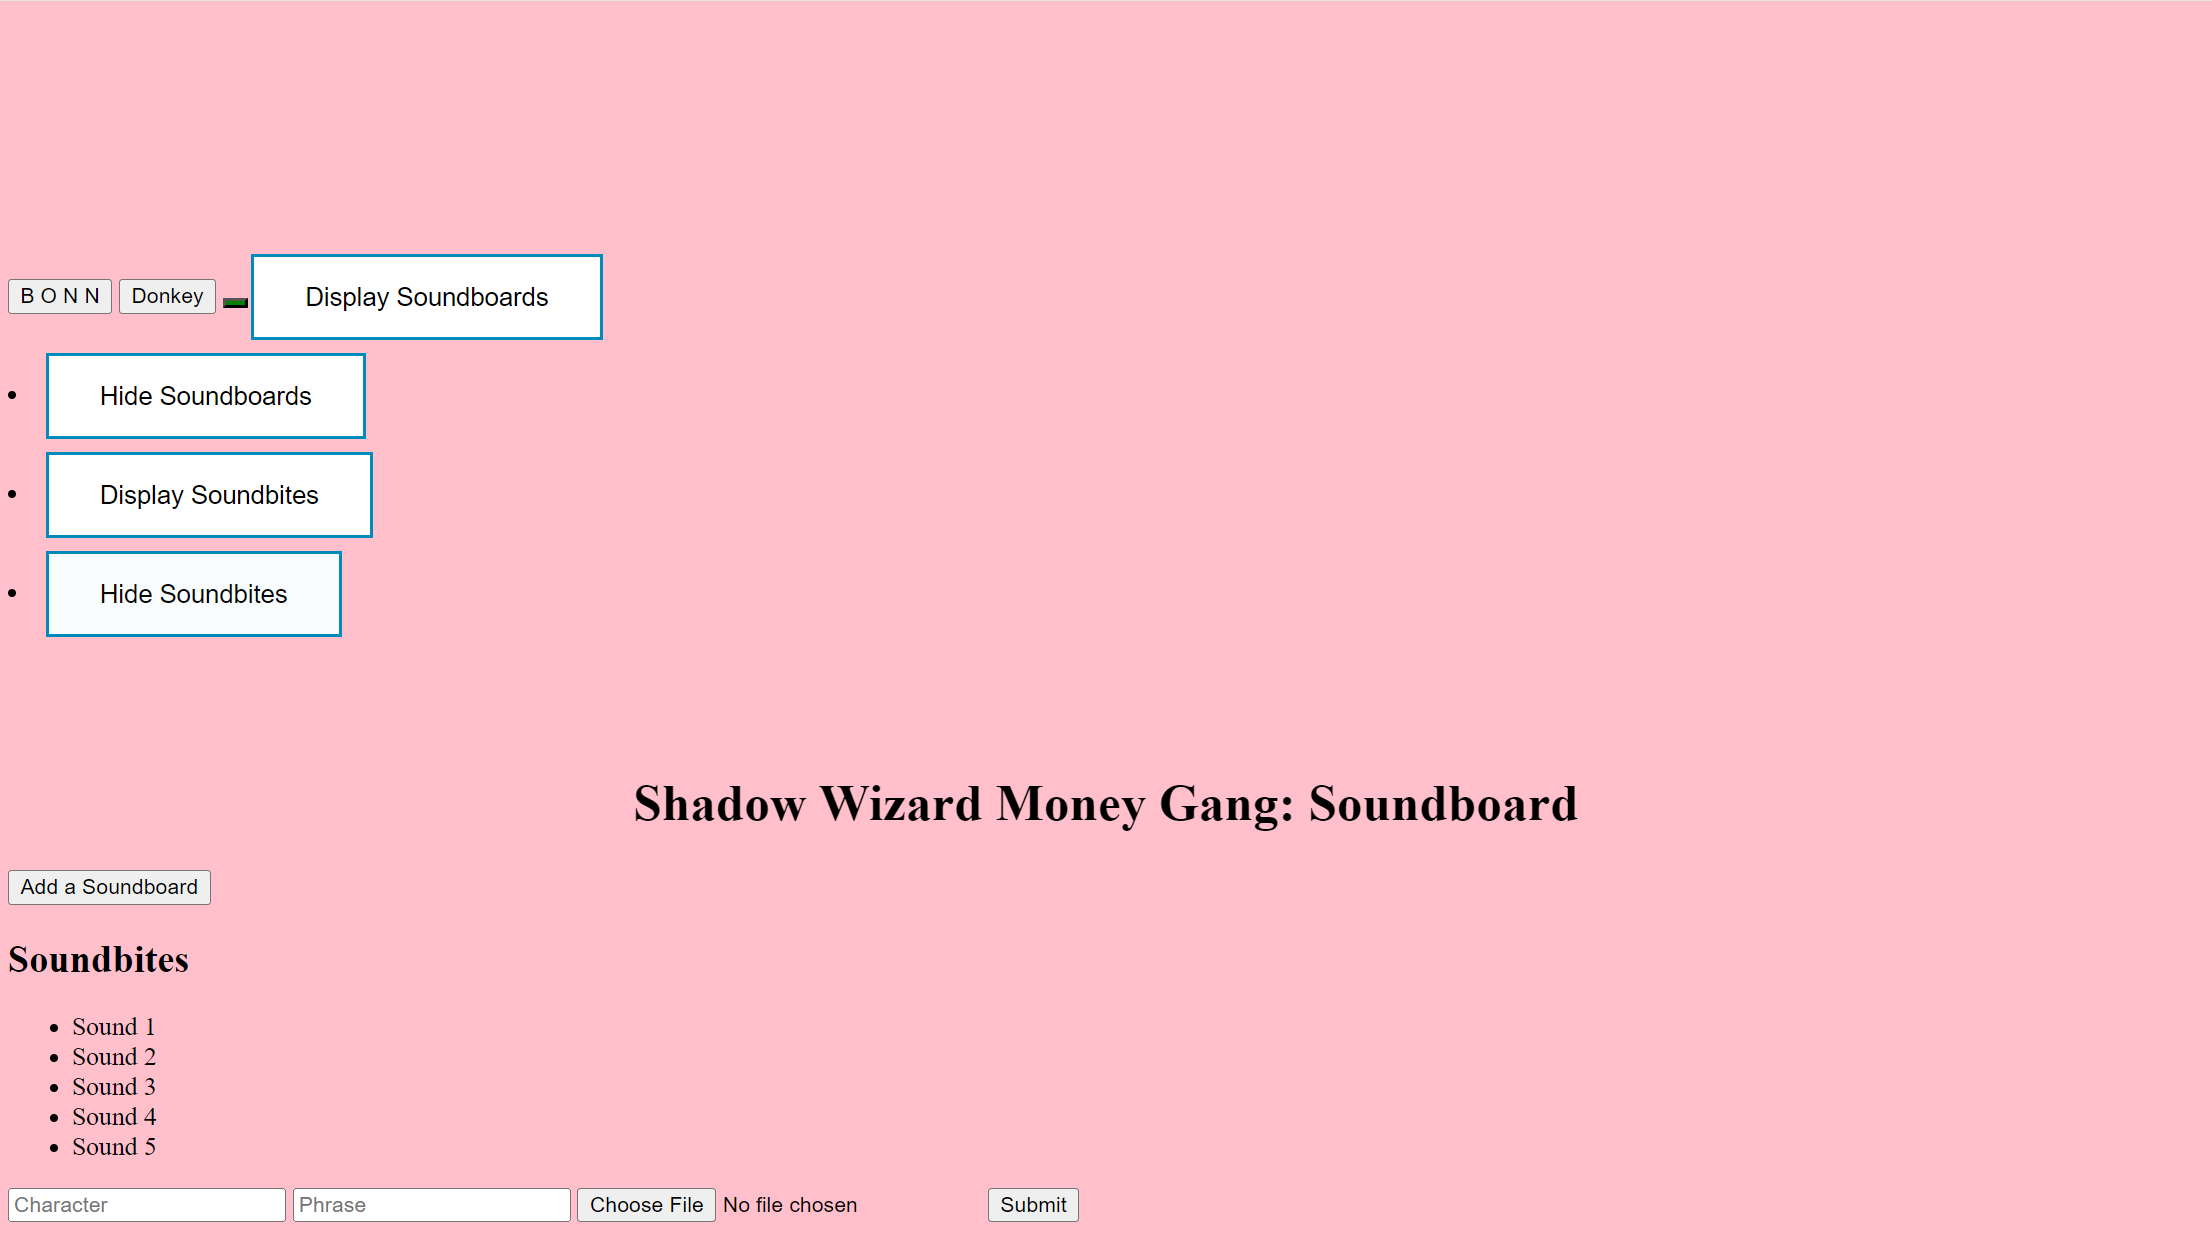 B O N N Donkey Display Soundboards
Hide Soundboards
Display Soundbites
Hide Soundbites
Shadow Wizard Money Gang: Soundboard
Add a Soundboard
Soundbites
Sound 1
Sound 2
Sound 3
Sound 4
Sound 5
Character Phrase Choose File No file chosen Submit